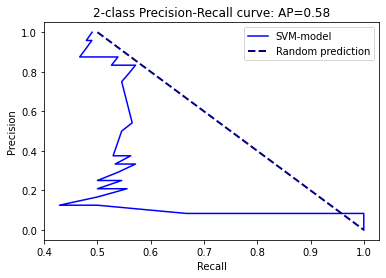 2-class Precision-Recall curve: AP=0.58
SVM-model
Random prediction
Precision
1.0
0.8
0.6
0.4
0.2
0.0
0.4
0.5
0.6
0.7
0.8
0.9
1.0
Recall